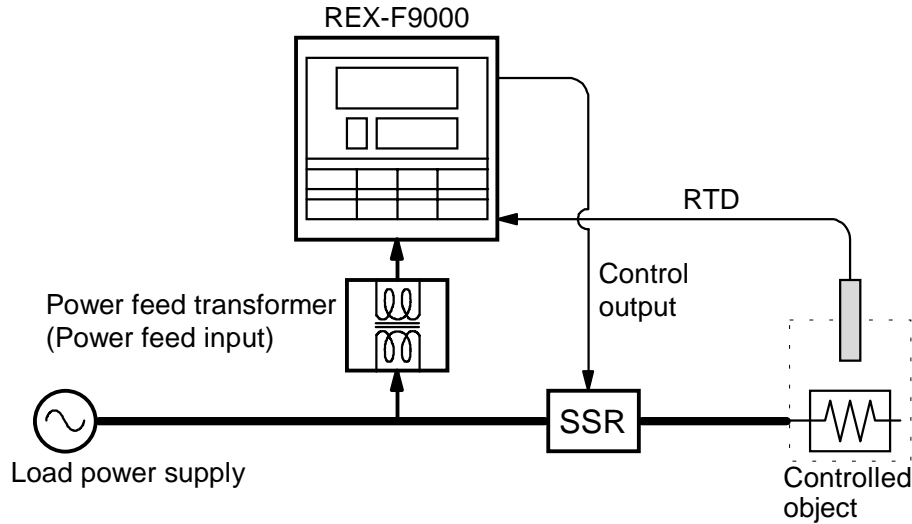 REX-F9000
RTD
Control
output
Power feed transformer
(Power feed input)
SSR
Load power supply
Controlled
object